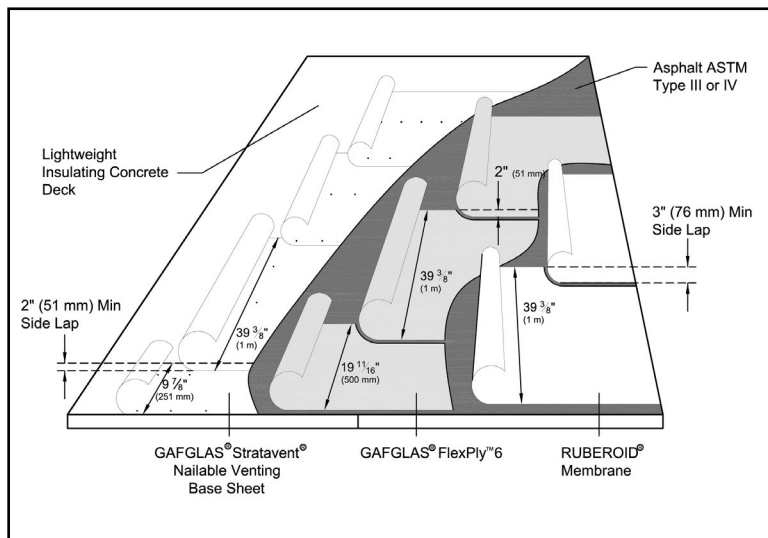 Asphalt ASTM
Type III or IV
Lightweight
Insulating Concrete
Deck
2" (51 mm)
3" (76 mm) Min
Side Lap
39 3/8"
(1 m)
39 3/8"
(1 m)
2" (51 mm) Min
Side Lap
39 3/8"
(1 m)
19 11/16"
(500 mm)
9 7/8"
(251 mm)
GAFGLAS® Stratavent®
Nailable Venting
Base Sheet
GAFGLAS® FlexPly™6
RUBEROID®
Membrane